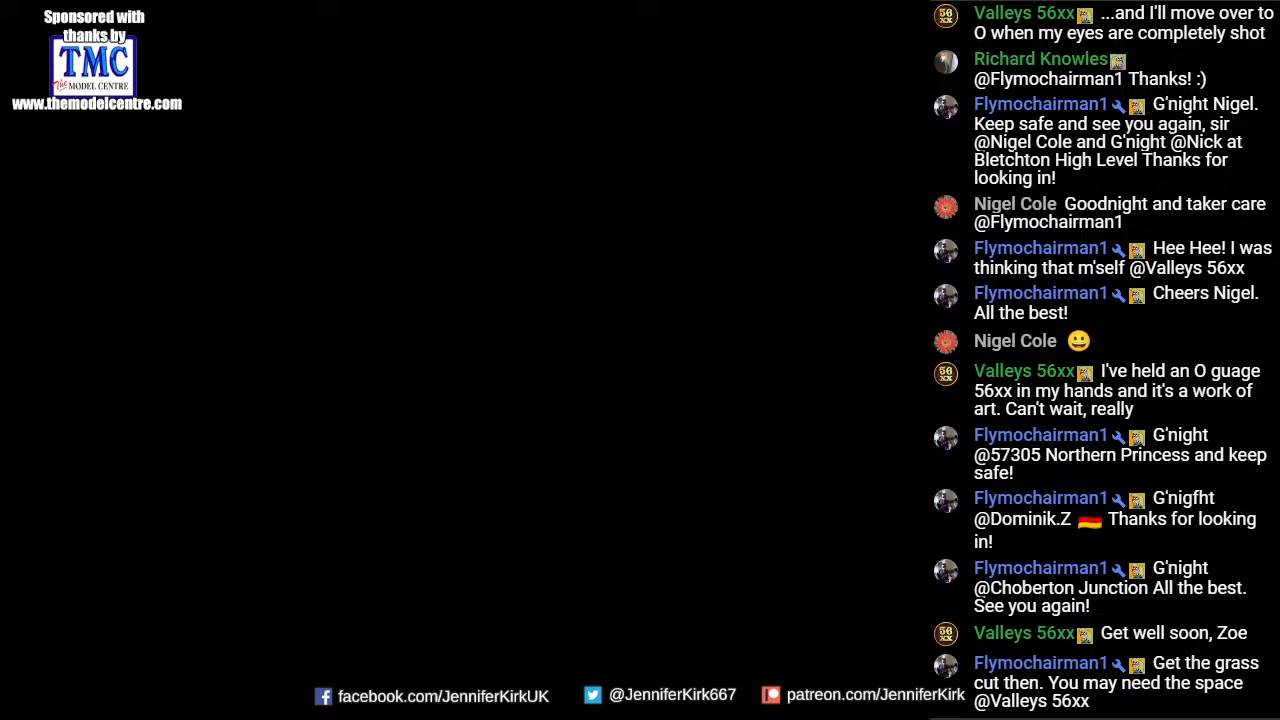 Sponsored with
thanks by
TMC
The MODEL CENTRE
www.themodelcentre.com
56 xx
Valleys 56xx ...and I'll move over to
O when my eyes are completely shot
Richard Knowles
@Flymochairman1 Thanks! :)
Flymochairman1 G'night Nigel.
Keep safe and see you again, sir
@Nigel Cole and G'night @Nick at
Bletchton High Level Thanks for
looking in!
Nigel Cole Goodnight and taker care
@Flymochairman1
Flymochairman1 Hee Hee! I was
thinking that m'self @Valleys 56xx
Flymochairman1 Cheers Nigel.
All the best!
Nigel Cole 😀
56 xx
Valleys 56xx I've held an O guage
56xx in my hands and it's a work of
art. Can't wait, really
Flymochairman1 G'night
@57305 Northern Princess and keep
safe!
Flymochairman1 G'nigfht
@Dominik.Z 🇩🇪 Thanks for looking
in!
Flymochairman1 G'night
@Choberton Junction All the best.
See you again!
56 xx
Valleys 56xx Get well soon, Zoe
Flymochairman1 Get the grass
cut then. You may need the space
@Valleys 56xx
facebook.com/JenniferKirkUK @JenniferKirk667 patreon.com/JenniferKirk